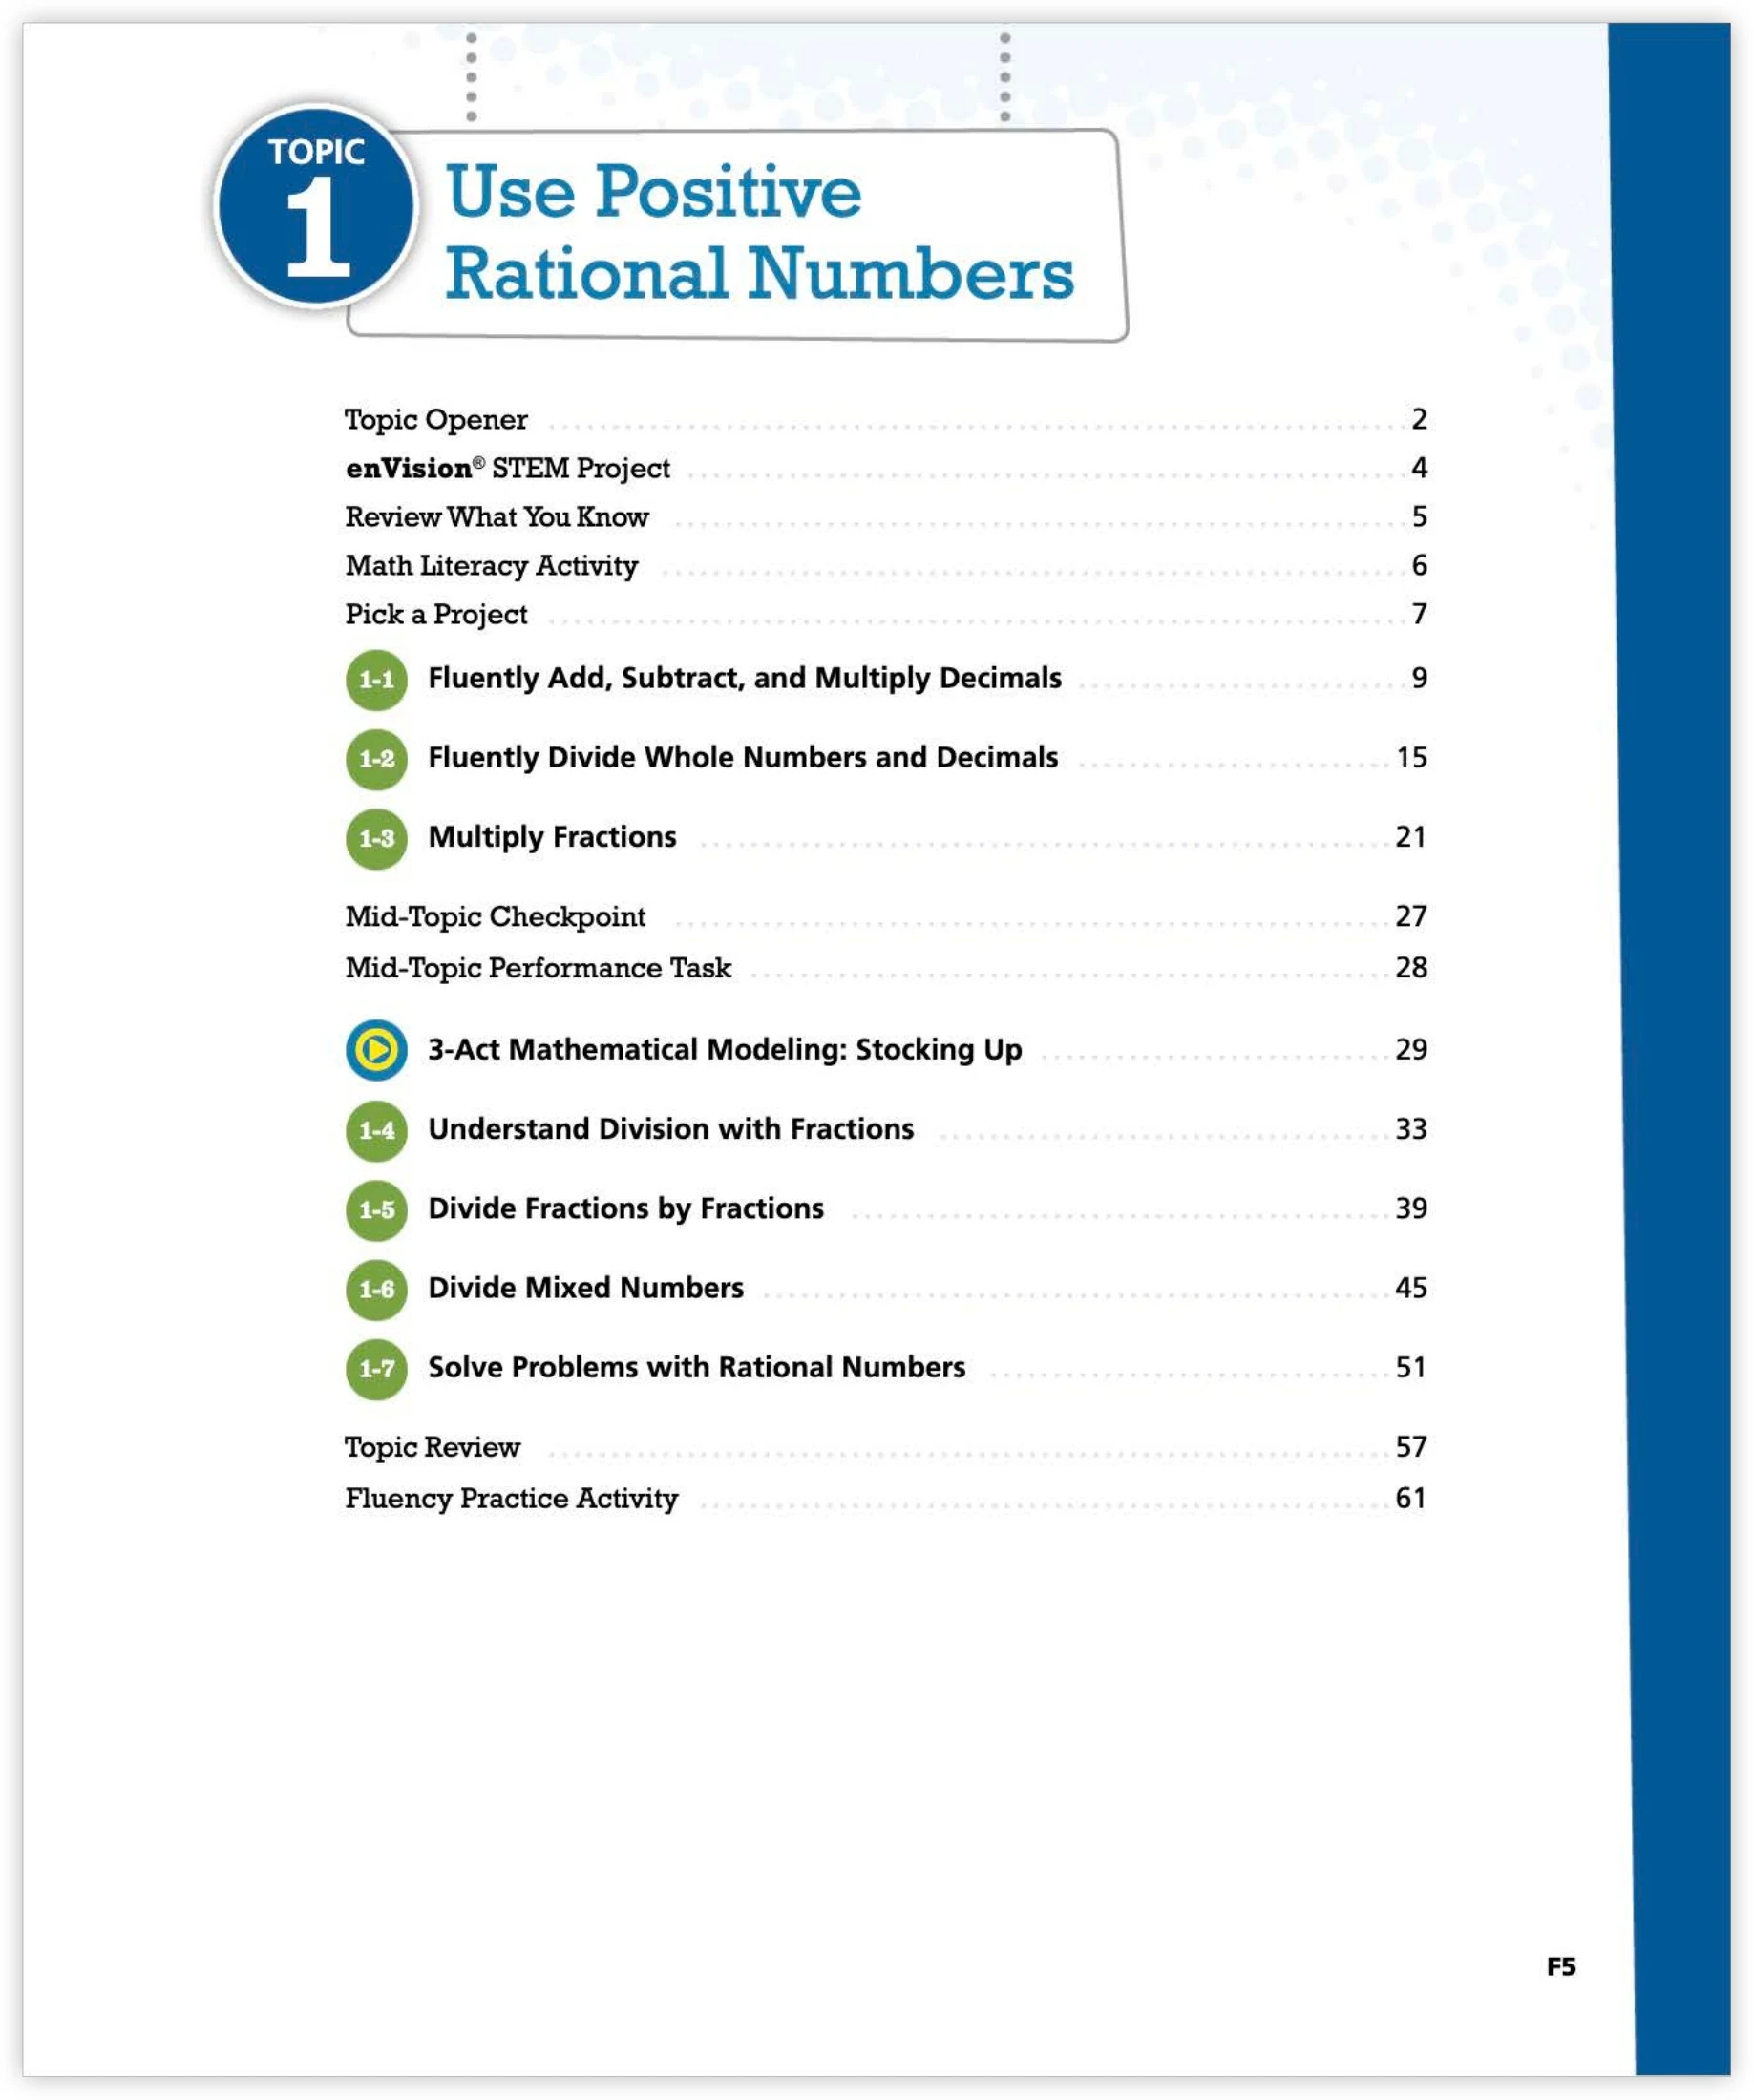 TOPIC
1
Use Positive
Rational Numbers
Topic Opener 2
enVision® STEM Project 4
Review What You Know 5
Math Literacy Activity 6
Pick a Project 7
1-1 Fluently Add, Subtract, and Multiply Decimals 9
1-2 Fluently Divide Whole Numbers and Decimals 15
1-3 Multiply Fractions 21
Mid-Topic Checkpoint 27
Mid-Topic Performance Task 28
3-Act Mathematical Modeling: Stocking Up 29
1-4 Understand Division with Fractions 33
1-5 Divide Fractions by Fractions 39
1-6 Divide Mixed Numbers 45
1-7 Solve Problems with Rational Numbers 51
Topic Review 57
Fluency Practice Activity 61
F5